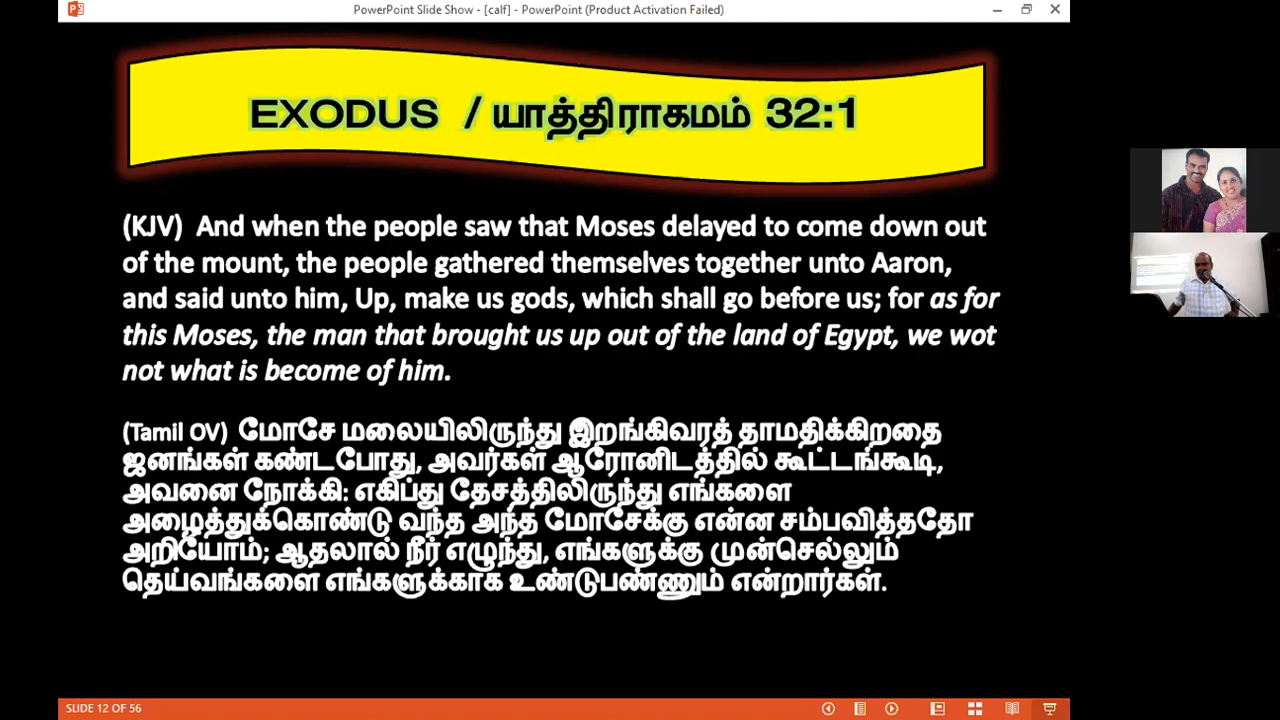 PowerPoint Slide Show - [calf] - PowerPoint (Product Activation Failed)
EXODUS / யாத்திராகமம் 32:1
(KJV) And when the people saw that Moses delayed to come down out
of the mount, the people gathered themselves together unto Aaron,
and said unto him, Up, make us gods, which shall go before us; for as for
this Moses, the man that brought us up out of the land of Egypt, we wot
not what is become of him.
(Tamil OV) மோசே மலையிலிருந்து இறங்கிவரத் தாமதிக்கிறதை
ஜனங்கள் கண்டபோது, அவர்கள் ஆரோனிடத்தில் கூட்டங்கூடி,
அவனை நோக்கி: எகிப்து தேசத்திலிருந்து எங்களை
அழைத்துக்கொண்டு வந்த அந்த மோசேக்கு என்ன சம்பவித்ததோ
அறியோம்; ஆதலால் நீர் எழுந்து, எங்களுக்கு முன்செல்லும்
தெய்வங்களை எங்களுக்காக உண்டுபண்ணும் என்றார்கள்.
SLIDE 12 OF 56